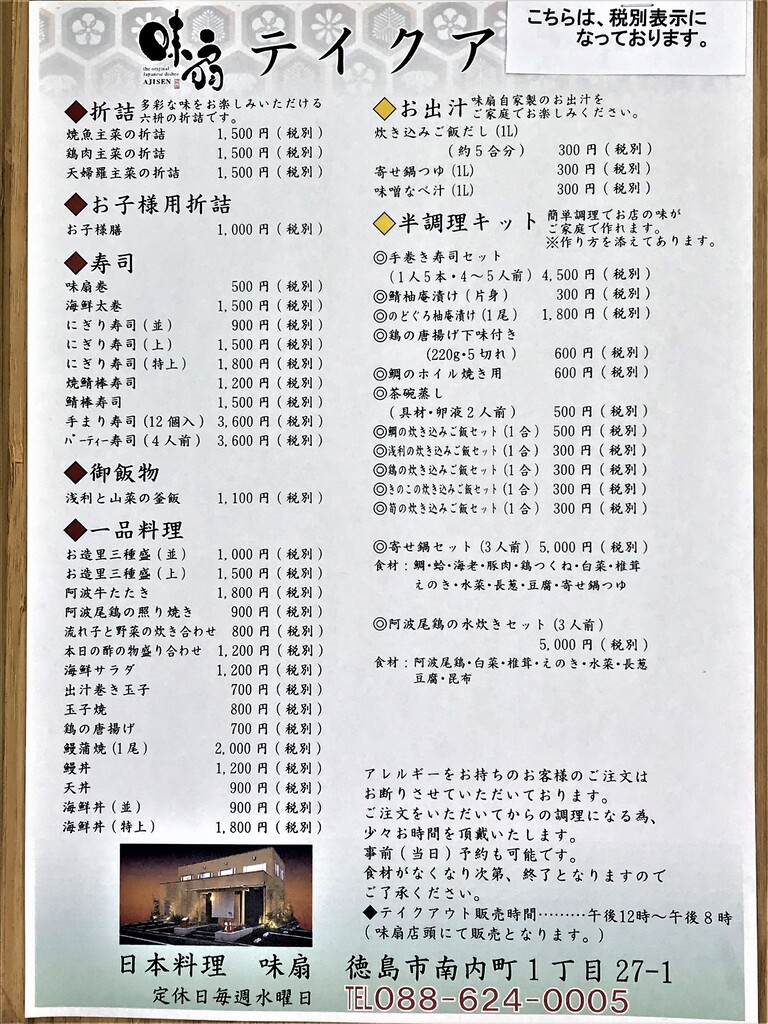 こちらは、税別表示に
なっております。
味扇
the original
Japanese dishes
AJISEN
テイクア
◆折詰 多彩な味をお楽しみいただける
六枡の折詰です。
焼魚主菜の折詰 1,500円(税別)
鶏肉主菜の折詰 1,500円(税別)
天婦羅主菜の折詰 1,500円(税別)
◆お子様用折詰
お子様膳 1,000円(税別)
◆寿司
味扇巻 500円(税別)
海鮮太巻 1,500円(税別)
にぎり寿司(並) 900円(税別)
にぎり寿司(上) 1,500円(税別)
にぎり寿司(特上) 1,800円(税別)
焼鯖棒寿司 1,200円(税別)
鯖棒寿司 1,500円(税別)
手まり寿司(12個入) 3,600円(税別)
パーティー寿司(4人前) 3,600円(税別)
◆御飯物
浅利と山菜の釜飯 1,100円(税別)
◆一品料理
お造里三種盛(並) 1,000円(税別)
お造里三種盛(上) 1,500円(税別)
阿波牛たたき 1,800円(税別)
阿波尾鶏の照り焼き 900円(税別)
流れ子と野菜の炊き合わせ 800円(税別)
本日の酢の物盛り合わせ 1,200円(税別)
海鮮サラダ 1,200円(税別)
出汁巻き玉子 700円(税別)
玉子焼 800円(税別)
鶏の唐揚げ 700円(税別)
鰻蒲焼(1尾) 2,000円(税別)
鰻丼 1,200円(税別)
天丼 900円(税別)
海鮮丼(並) 900円(税別)
海鮮丼(特上) 1,800円(税別)
◆お出汁 味扇自家製のお出汁を
ご家庭でお楽しみください。
炊き込みご飯だし(1L)
(約5合分) 300円(税別)
寄せ鍋つゆ(1L) 300円(税別)
味噌なべ汁(1L) 300円(税別)
◆半調理キット 簡単調理でお店の味が
ご家庭で作れます。
※作り方を添えてあります。
◎手巻き寿司セット
(1人5本・4~5人前) 4,500円(税別)
◎鯖柚庵漬け(片身) 300円(税別)
◎のどぐろ柚庵漬け(1尾) 1,800円(税別)
◎鶏の唐揚げ下味付き
(220g・5切れ) 600円(税別)
◎鯛のホイル焼き用 600円(税別)
◎茶碗蒸し
(具材・卵液2人前) 500円(税別)
◎鯛の炊き込みご飯セット(1合) 500円(税別)
◎浅利の炊き込みご飯セット(1合) 300円(税別)
◎鶏の炊き込みご飯セット(1合) 300円(税別)
◎きのこの炊き込みご飯セット(1合) 300円(税別)
◎筍の炊き込みご飯セット(1合) 300円(税別)
◎寄せ鍋セット(3人前) 5,000円(税別)
食材:鯛・蛤・海老・豚肉・鶏つくね・白菜・椎茸
えのき・水菜・長葱・豆腐・寄せ鍋つゆ
◎阿波尾鶏の水炊きセット(3人前)
5,000円(税別)
食材:阿波尾鶏・白菜・椎茸・えのき・水菜・長葱
豆腐・昆布
アレルギーをお持ちのお客様のご注文は
お断りさせていただいております。
ご注文をいただいてからの調理になる為、
少々お時間を頂戴いたします。
事前(当日)予約も可能です。
食材がなくなり次第、終了となりますので
ご了承ください。
◆テイクアウト販売時間………午後12時~午後8時
(味扇店頭にて販売となります。)
日本料理 味扇 徳島市南内町1丁目27-1
定休日毎週水曜日 TEL088-624-0005